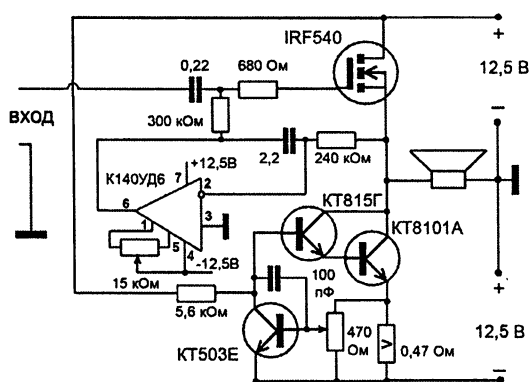 IRF540
+
12,5 В
–
0,22
680 Ом
ВХОД
300 кОм
2,2
240 кОм
К140УД6
+12,5В
7
2
6
3
1
5
4
-12,5В
15 кОм
КТ815Г
КТ8101А
100
пФ
5,6 кОм
КТ503Е
470
Ом
V
0,47 Ом
+
12,5 В
–